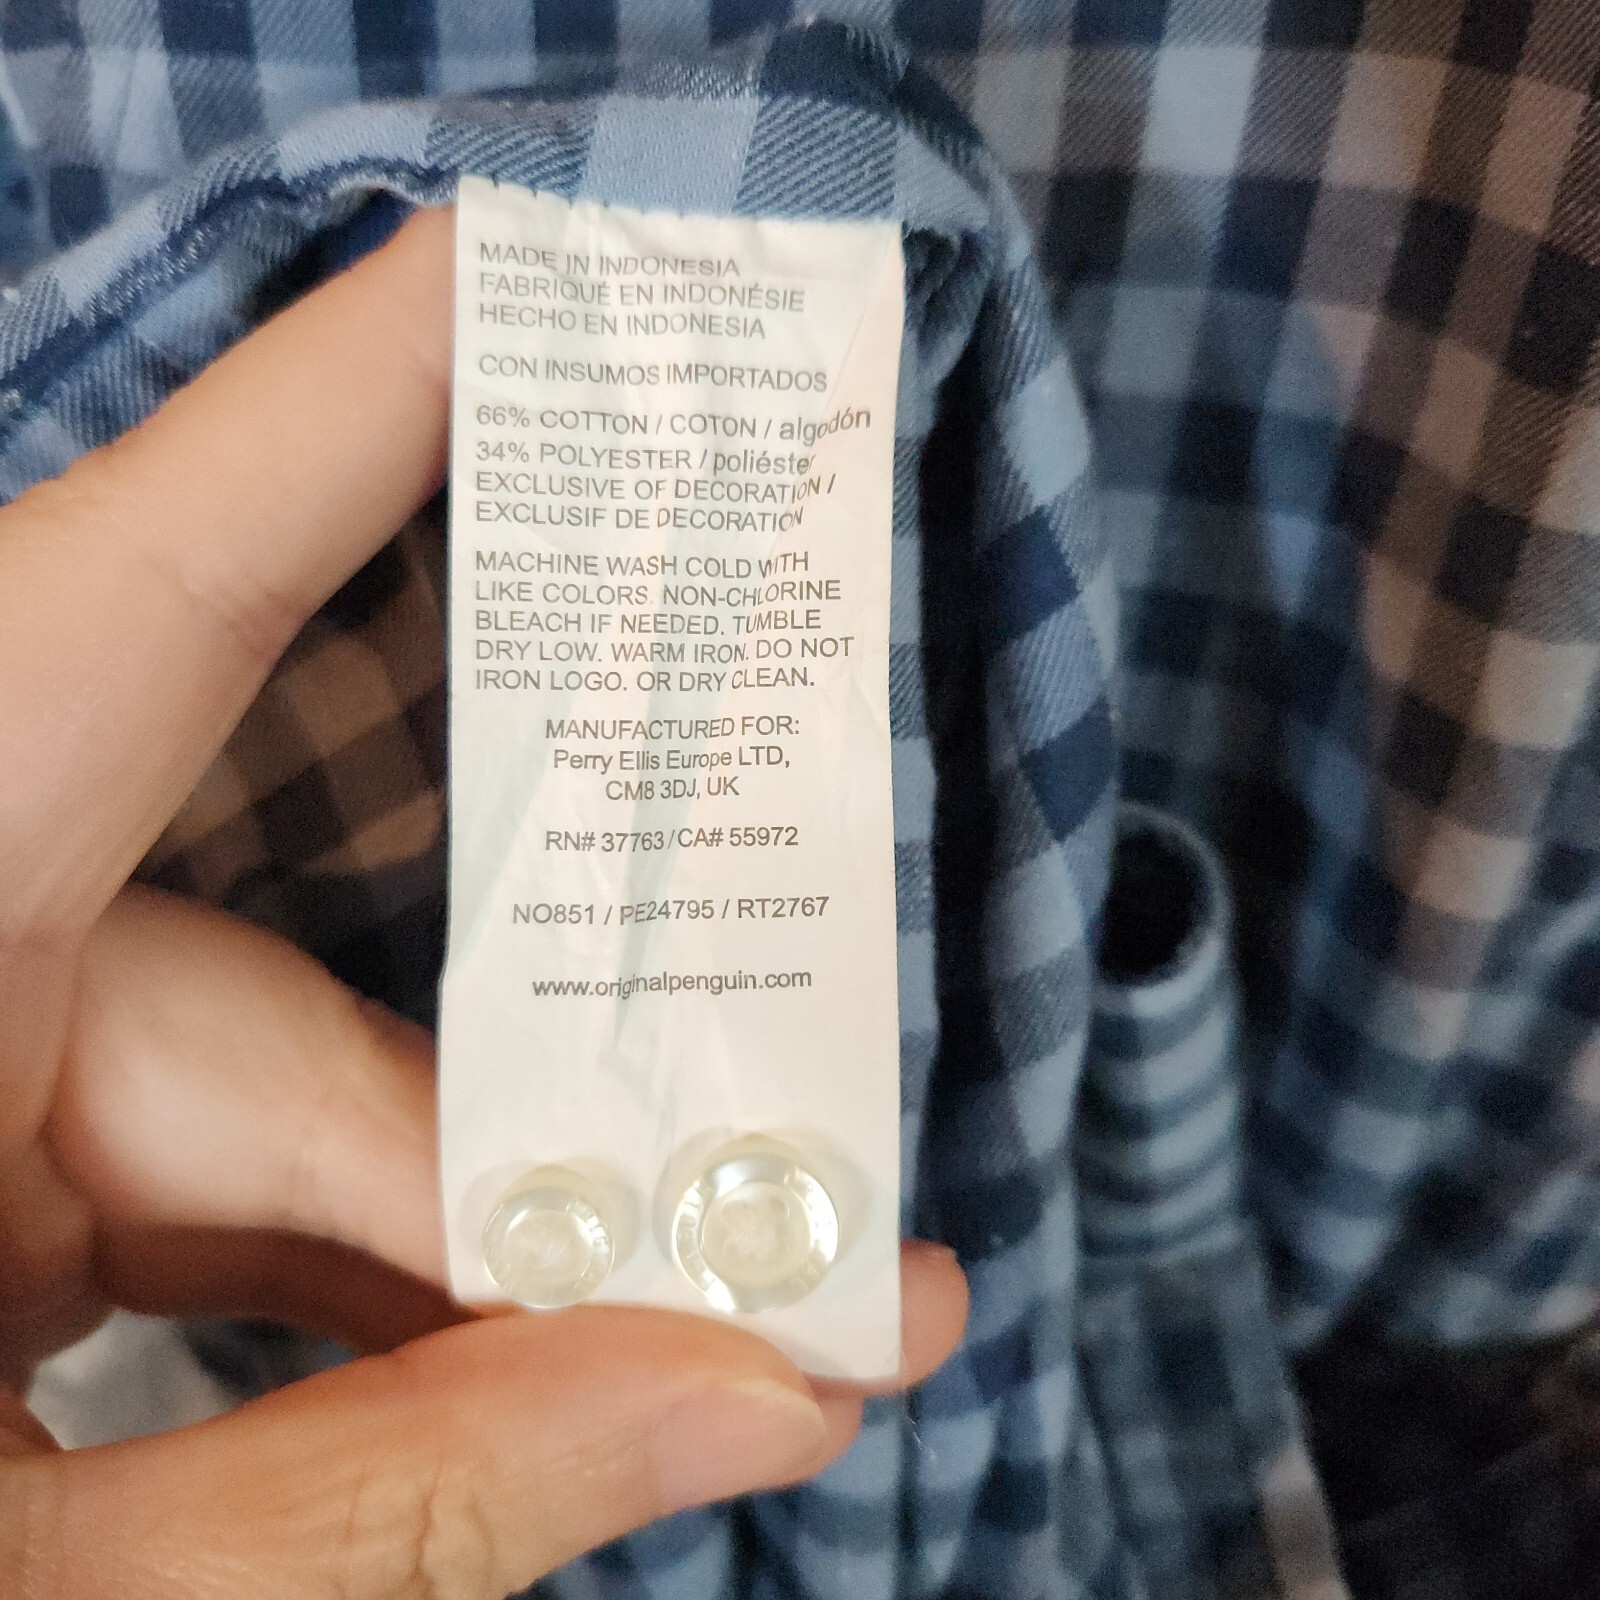 MADE IN INDONESIA
FABRIQUÉ EN INDONÉSIE
HECHO EN INDONESIA
CON INSUMOS IMPORTADOS
66% COTTON / COTON / algodón
34% POLYESTER / poliéster
EXCLUSIVE OF DECORATION /
EXCLUSIF DE DECORATION
MACHINE WASH COLD WITH
LIKE COLORS. NON-CHLORINE
BLEACH IF NEEDED. TUMBLE
DRY LOW. WARM IRON. DO NOT
IRON LOGO. OR DRY CLEAN.
MANUFACTURED FOR:
Perry Ellis Europe LTD,
CM8 3DJ, UK
RN# 37763 / CA# 55972
NO851 / PE24795 / RT2767
www.originalpenguin.com